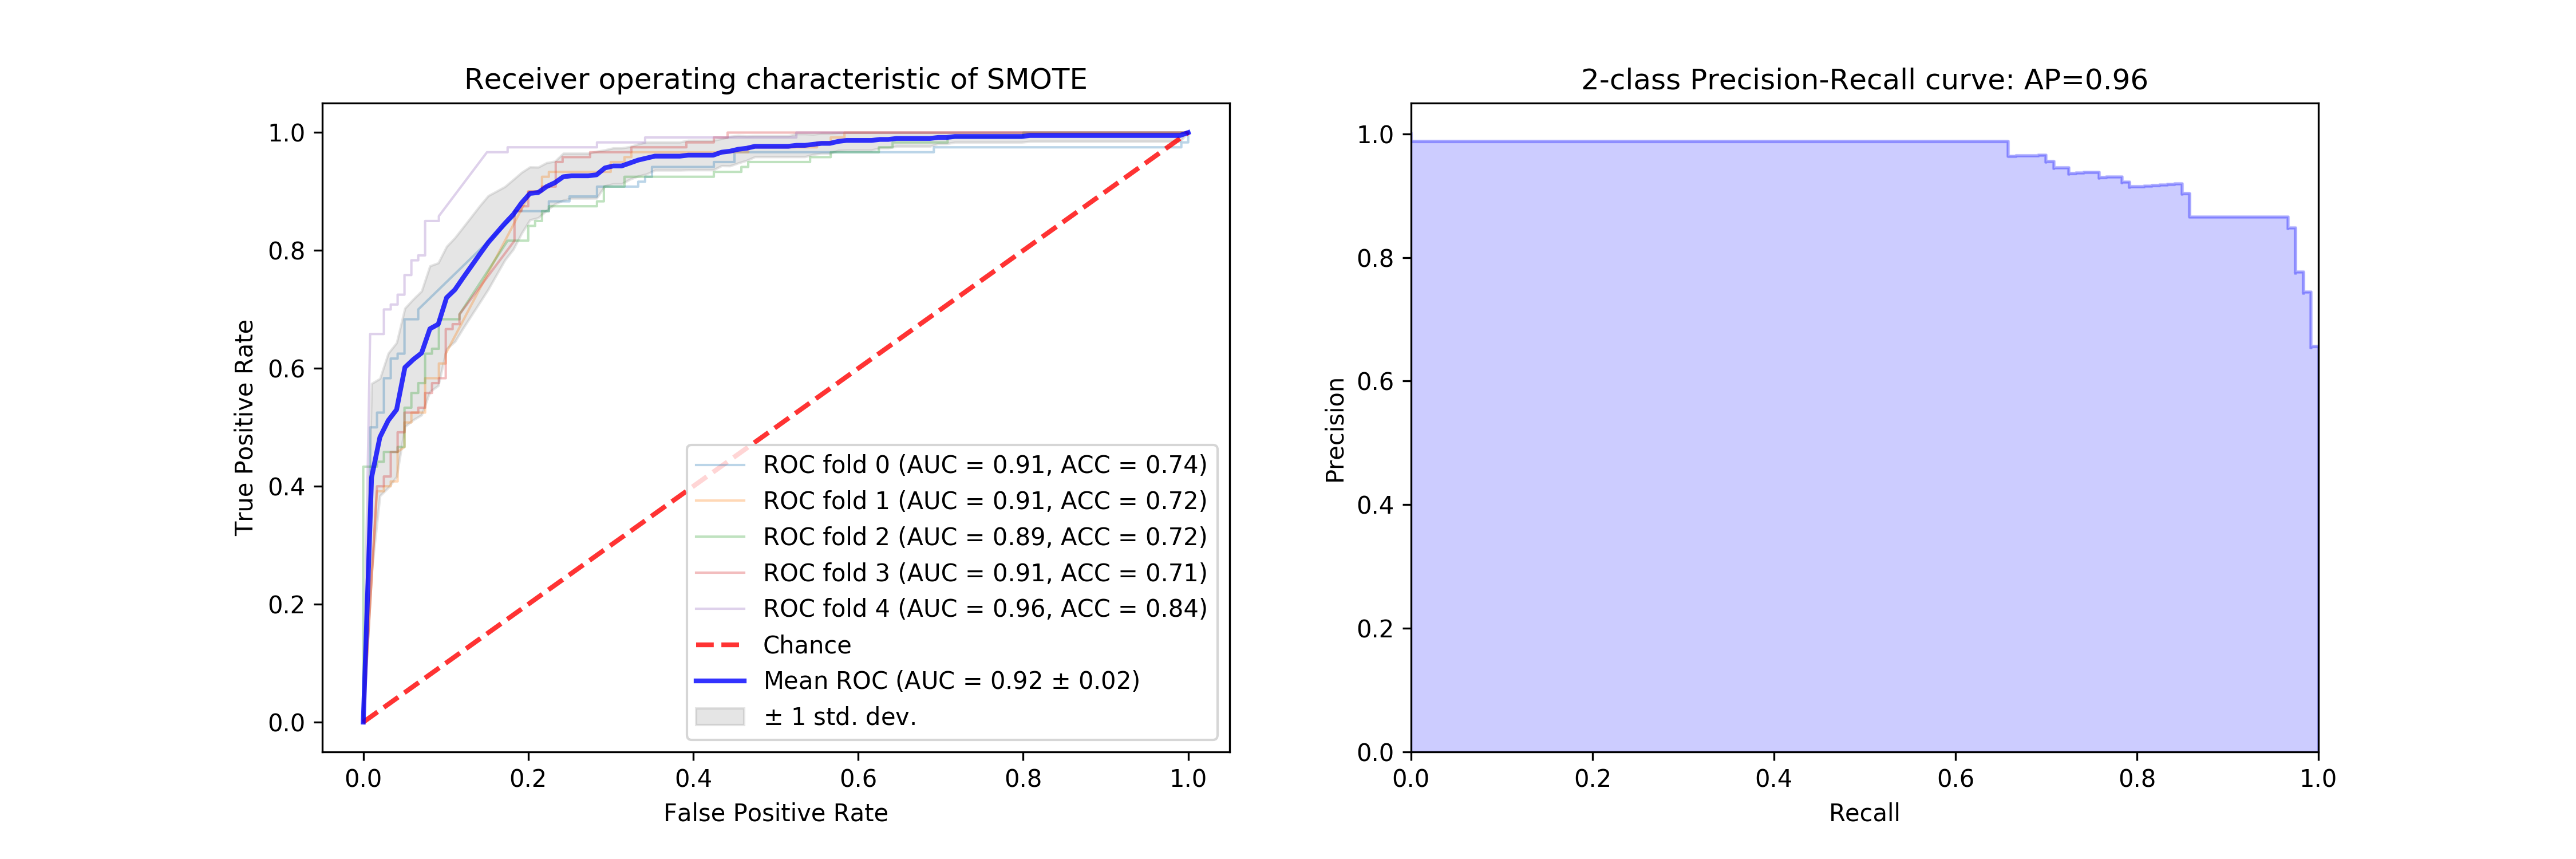 Receiver operating characteristic of SMOTE
1.0
0.8
0.6
0.4
0.2
0.0
True Positive Rate
0.0 0.2 0.4 0.6 0.8 1.0
False Positive Rate
ROC fold 0 (AUC = 0.91, ACC = 0.74)
ROC fold 1 (AUC = 0.91, ACC = 0.72)
ROC fold 2 (AUC = 0.89, ACC = 0.72)
ROC fold 3 (AUC = 0.91, ACC = 0.71)
ROC fold 4 (AUC = 0.96, ACC = 0.84)
Chance
Mean ROC (AUC = 0.92 ± 0.02)
± 1 std. dev.
2-class Precision-Recall curve: AP=0.96
1.0
0.8
0.6
0.4
0.2
0.0
Precision
0.0 0.2 0.4 0.6 0.8 1.0
Recall